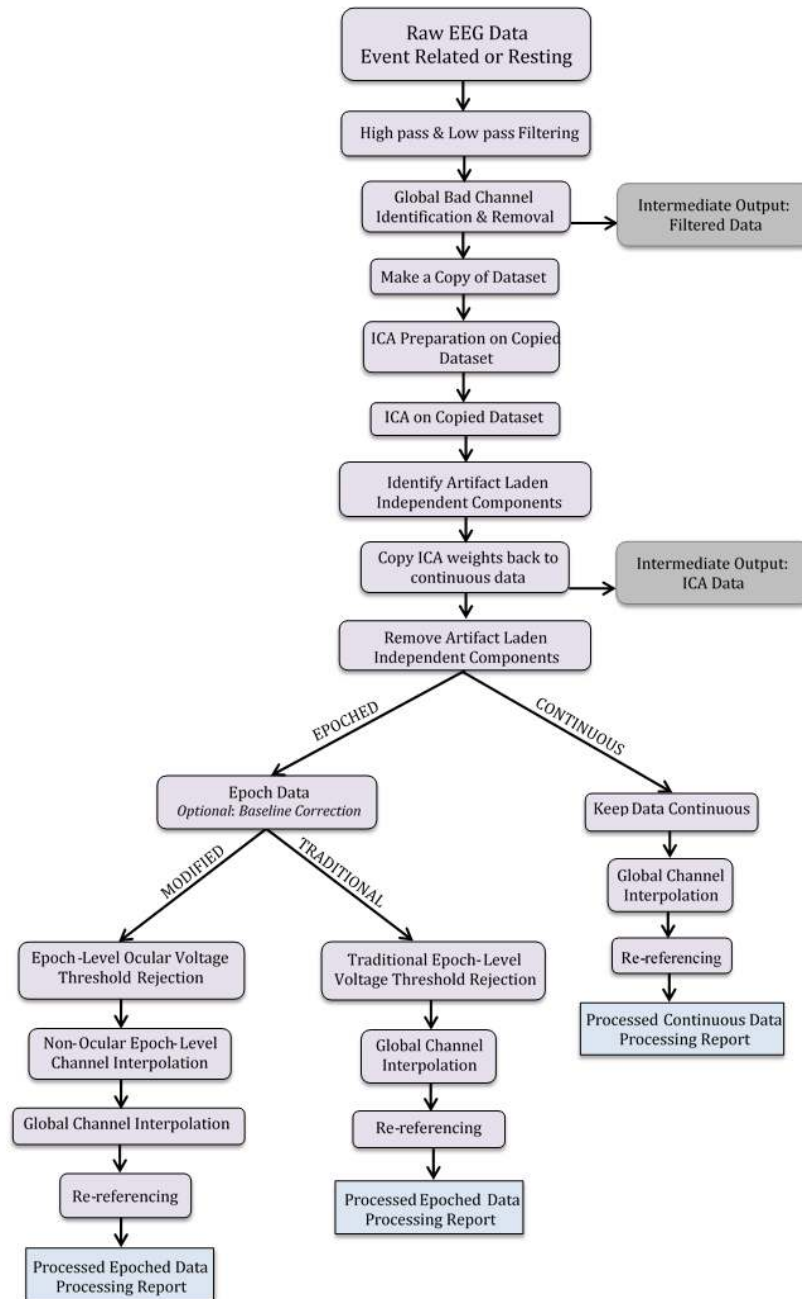 Raw EEG Data
Event Related or Resting
High pass & Low pass Filtering
Global Bad Channel
Identification & Removal
Intermediate Output:
Filtered Data
Make a Copy of Dataset
ICA Preparation on Copied
Dataset
ICA on Copied Dataset
Identify Artifact Laden
Independent Components
Copy ICA weights back to
continuous data
Intermediate Output:
ICA Data
Remove Artifact Laden
Independent Components
EPOCHED
CONTINUOUS
Epoch Data
Optional: Baseline Correction
Keep Data Continuous
MODIFIED
TRADITIONAL
Global Channel
Interpolation
Re-referencing
Processed Continuous Data
Processing Report
Epoch-Level Ocular Voltage
Threshold Rejection
Non-Ocular Epoch-Level
Channel Interpolation
Global Channel Interpolation
Re-referencing
Processed Epoched Data
Processing Report
Traditional Epoch-Level
Voltage Threshold Rejection
Global Channel
Interpolation
Re-referencing
Processed Epoched Data
Processing Report